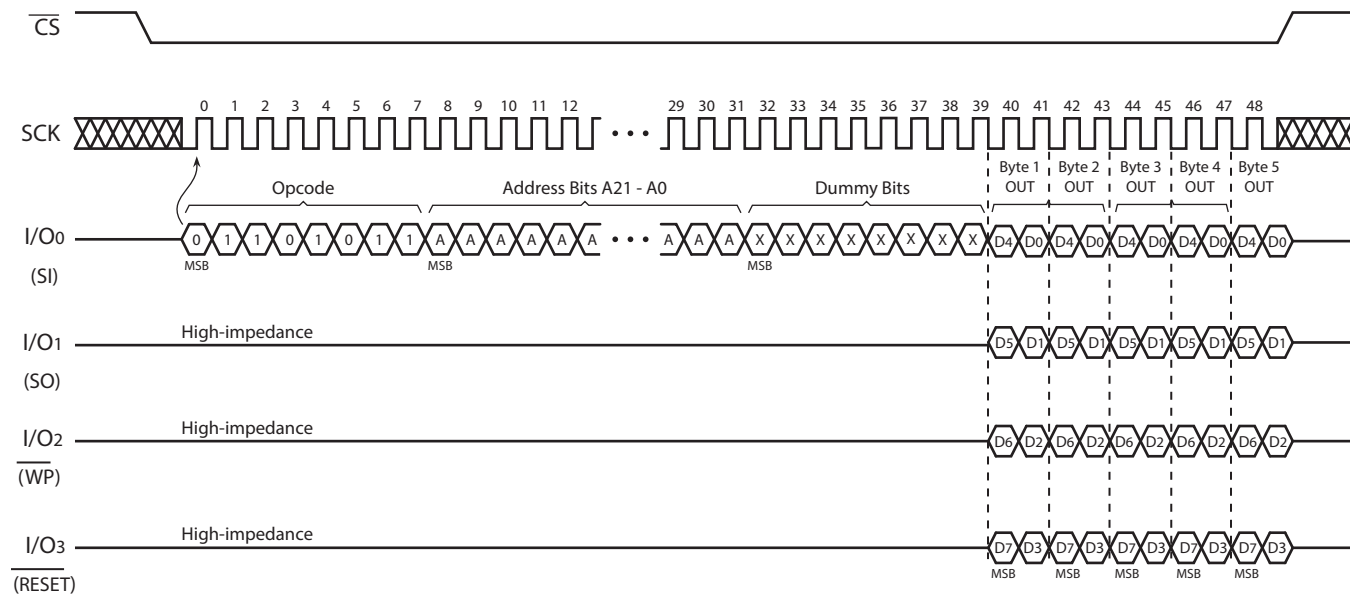 CS
SCK
0 1 2 3 4 5 6 7 8 9 10 11 12 29 30 31 32 33 34 35 36 37 38 39 40 41 42 43 44 45 46 47 48
• • •
Byte 1 OUT
Byte 2 OUT
Byte 3 OUT
Byte 4 OUT
Byte 5 OUT
Opcode
Address Bits A21 - A0
Dummy Bits
I/O0
(SI)
0 1 1 0 1 0 1 1 A A A A A A • • • A A A X X X X X X X X D4 D0 D4 D0 D4 D0 D4 D0 D4 D0
MSB MSB MSB
I/O1
(SO)
High-impedance
D5 D1 D5 D1 D5 D1 D5 D1 D5 D1
I/O2
(WP)
High-impedance
D6 D2 D6 D2 D6 D2 D6 D2 D6 D2
I/O3
(RESET)
High-impedance
D7 D3 D7 D3 D7 D3 D7 D3 D7 D3
MSB MSB MSB MSB MSB